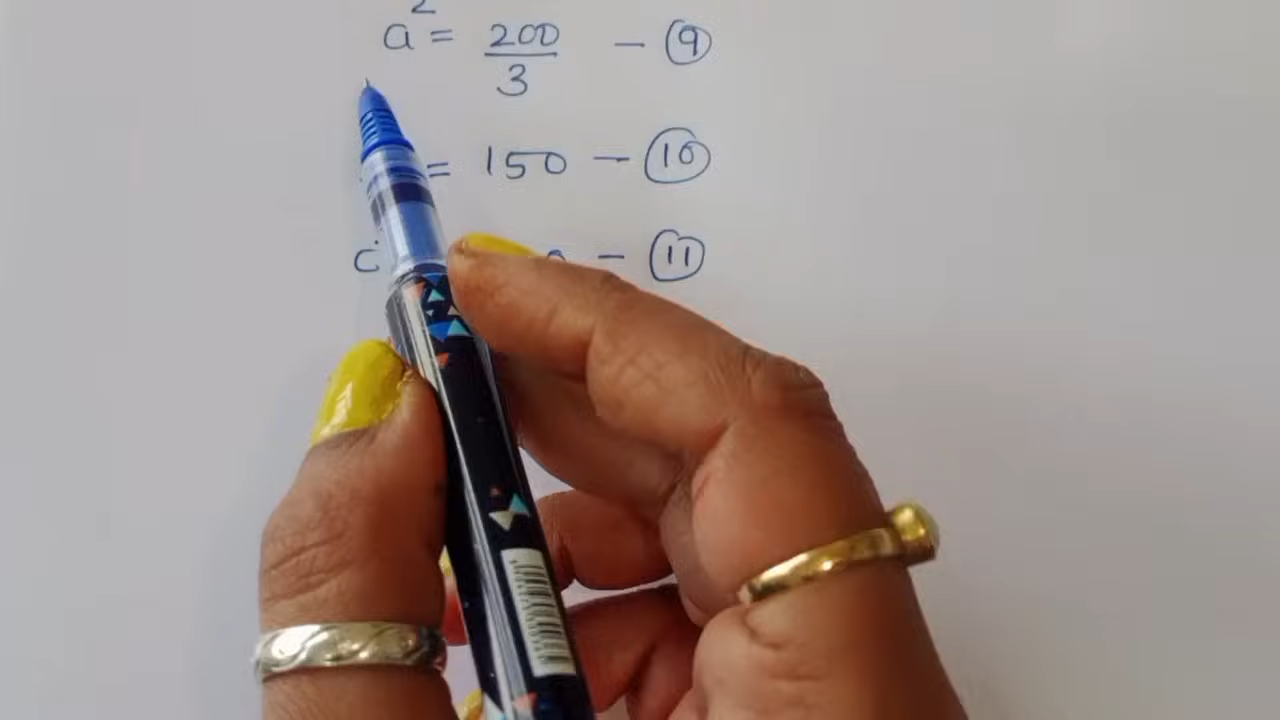 a² = 200/3 - ⑨
= 150 - ⑩
c - ⑪